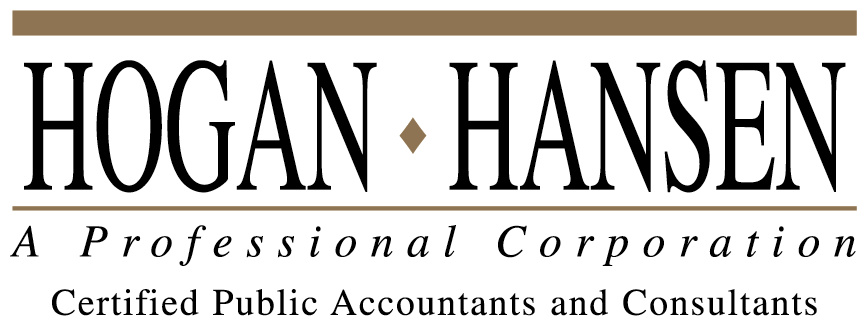 HOGAN ♦ HANSEN
A Professional Corporation
Certified Public Accountants and Consultants